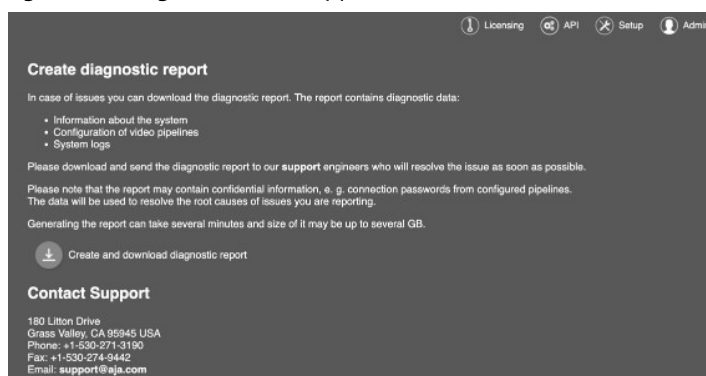 Licensing API Setup Admi
Create diagnostic report
In case of issues you can download the diagnostic report. The report contains diagnostic data:
• Information about the system
• Configuration of video pipelines
• System logs
Please download and send the diagnostic report to our support engineers who will resolve the issue as soon as possible.
Please note that the report may contain confidential information, e. g. connection passwords from configured pipelines.
The data will be used to resolve the root causes of issues you are reporting.
Generating the report can take several minutes and size of it may be up to several GB.
Create and download diagnostic report
Contact Support
180 Litton Drive
Grass Valley, CA 95945 USA
Phone: +1-530-271-3190
Fax: +1-530-274-9442
Email: support@aja.com